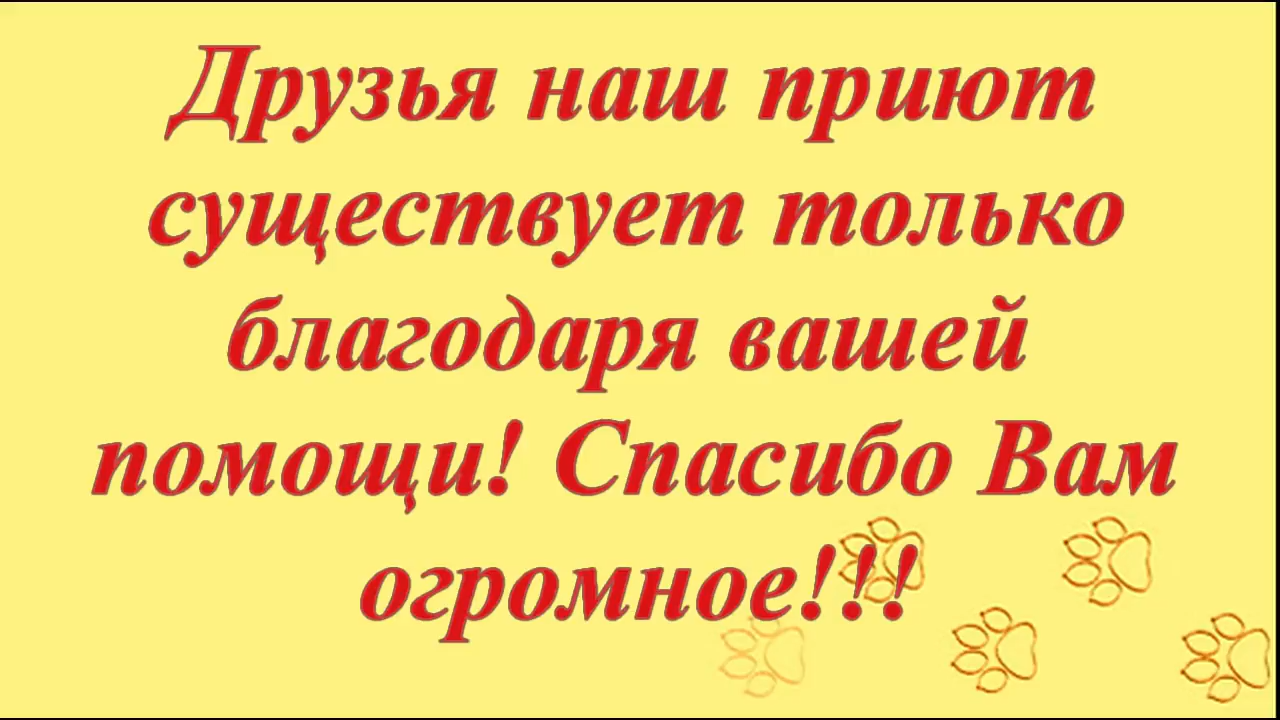 Друзья наш приют
существует только
благодаря вашей
помощи! Спасибо Вам
огромное!!!